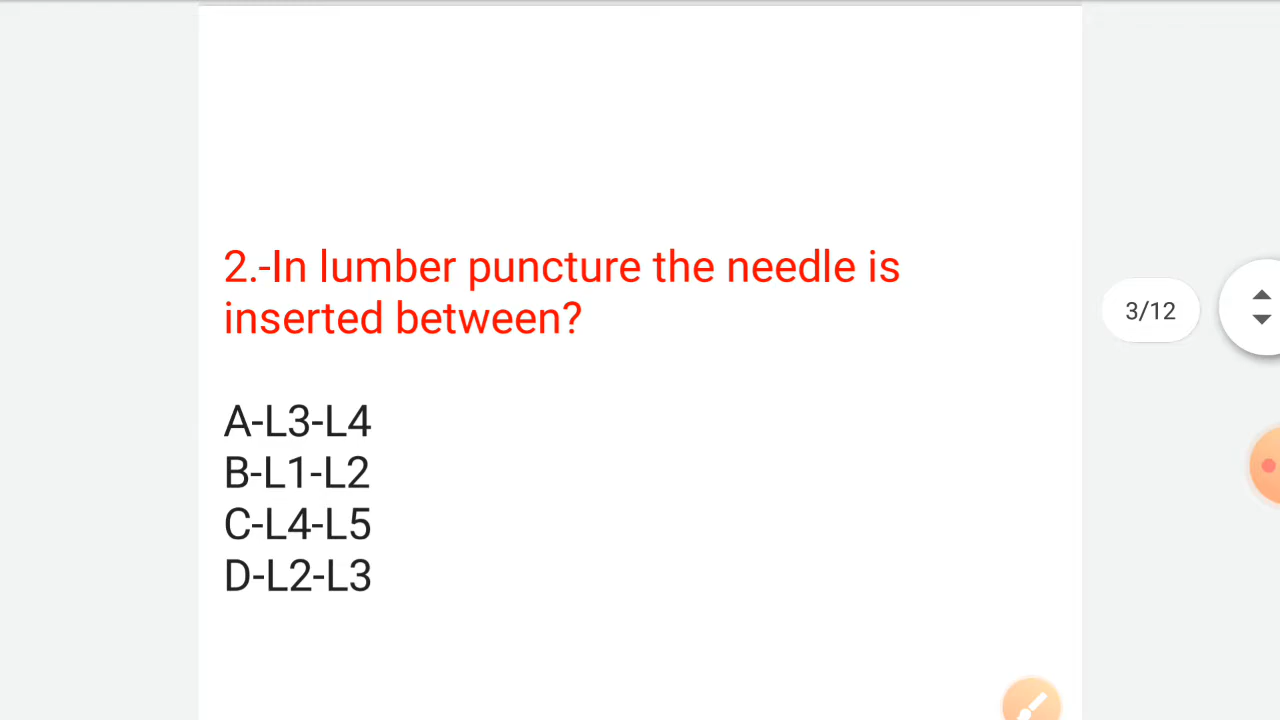 2.-In lumber puncture the needle is
inserted between?
A-L3-L4
B-L1-L2
C-L4-L5
D-L2-L3
3/12